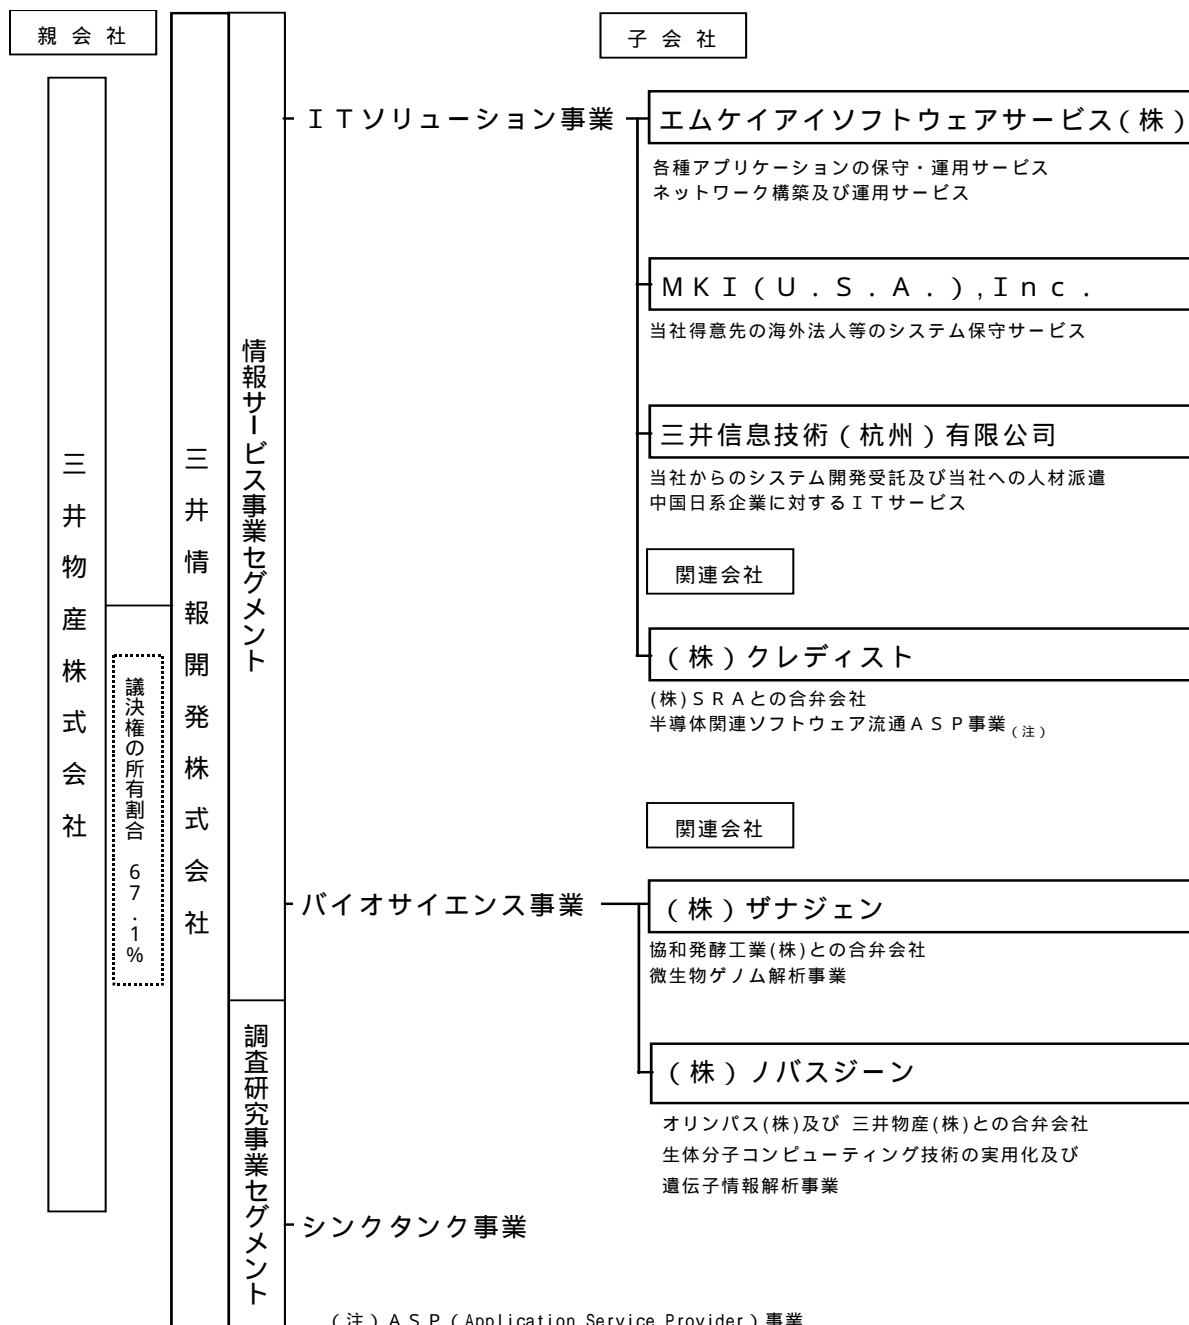 親会社
三井物産株式会社
議決権の所有割合 67.1%
三井情報開発株式会社
情報サービス事業セグメント
調査研究事業セグメント
子会社
ITソリューション事業
エムケイアイソフトウェアサービス(株)
各種アプリケーションの保守・運用サービス
ネットワーク構築及び運用サービス
MKI(U.S.A.),Inc.
当社得意先の海外法人等のシステム保守サービス
三井信息技術(杭州)有限公司
当社からのシステム開発受託及び当社への人材派遣
中国日系企業に対するITサービス
関連会社
(株)クレディスト
(株)SRAとの合弁会社
半導体関連ソフトウェア流通ASP事業(注)
関連会社
バイオサイエンス事業
(株)ザナジェン
協和発酵工業(株)との合弁会社
微生物ゲノム解析事業
(株)ノバスジーン
オリンパス(株)及び 三井物産(株)との合弁会社
生体分子コンピューティング技術の実用化及び
遺伝子情報解析事業
シンクタンク事業
(注)ASP(Application Service Provider)事業